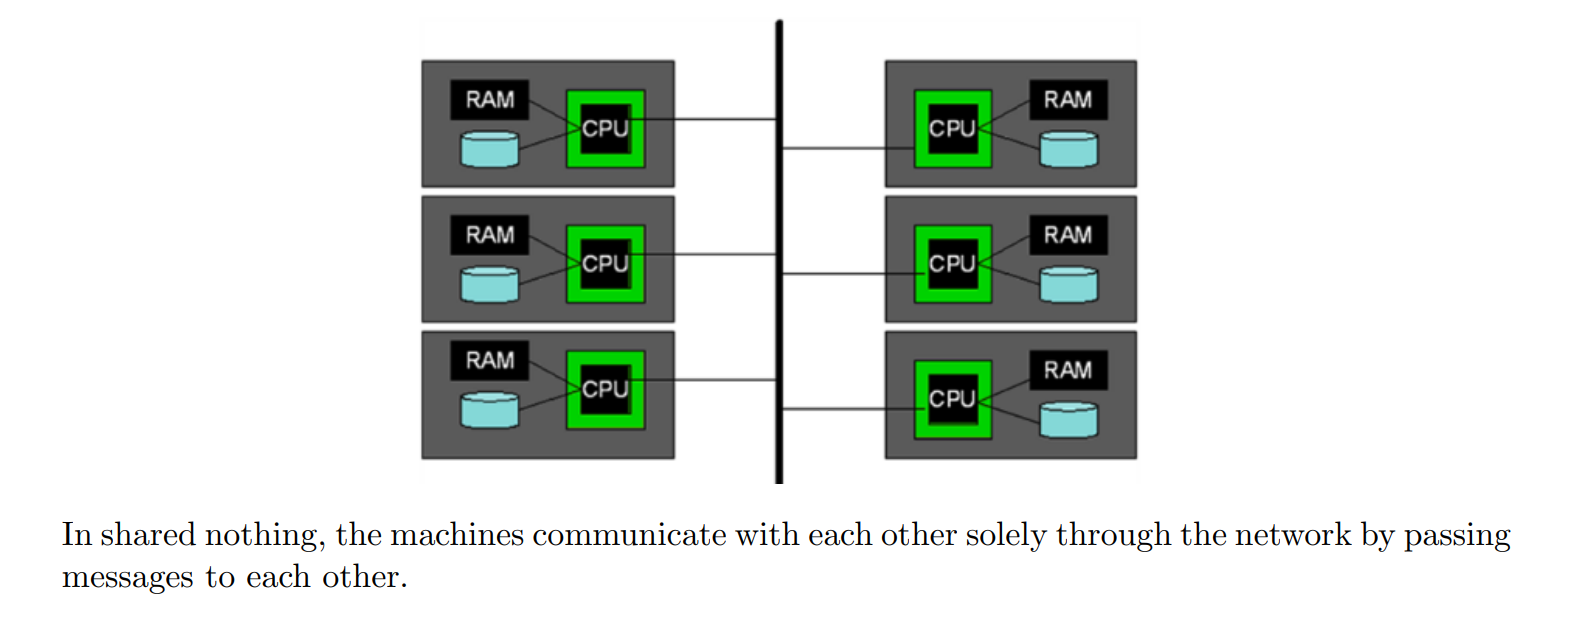 RAM
CPU
CPU
RAM
RAM
CPU
CPU
RAM
RAM
CPU
CPU
RAM
In shared nothing, the machines communicate with each other solely through the network by passing
messages to each other.